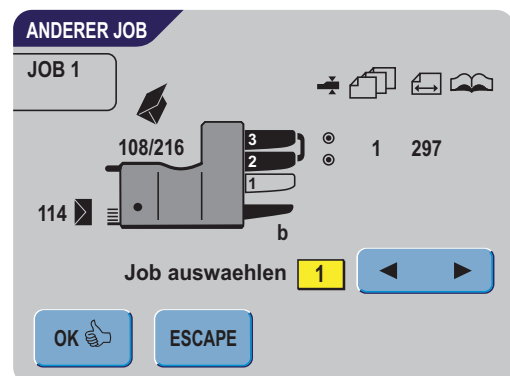 ANDERER JOB
JOB 1
108/216
3
2
1
1 297
114
b
Job auswaehlen 1
OK ESCAPE